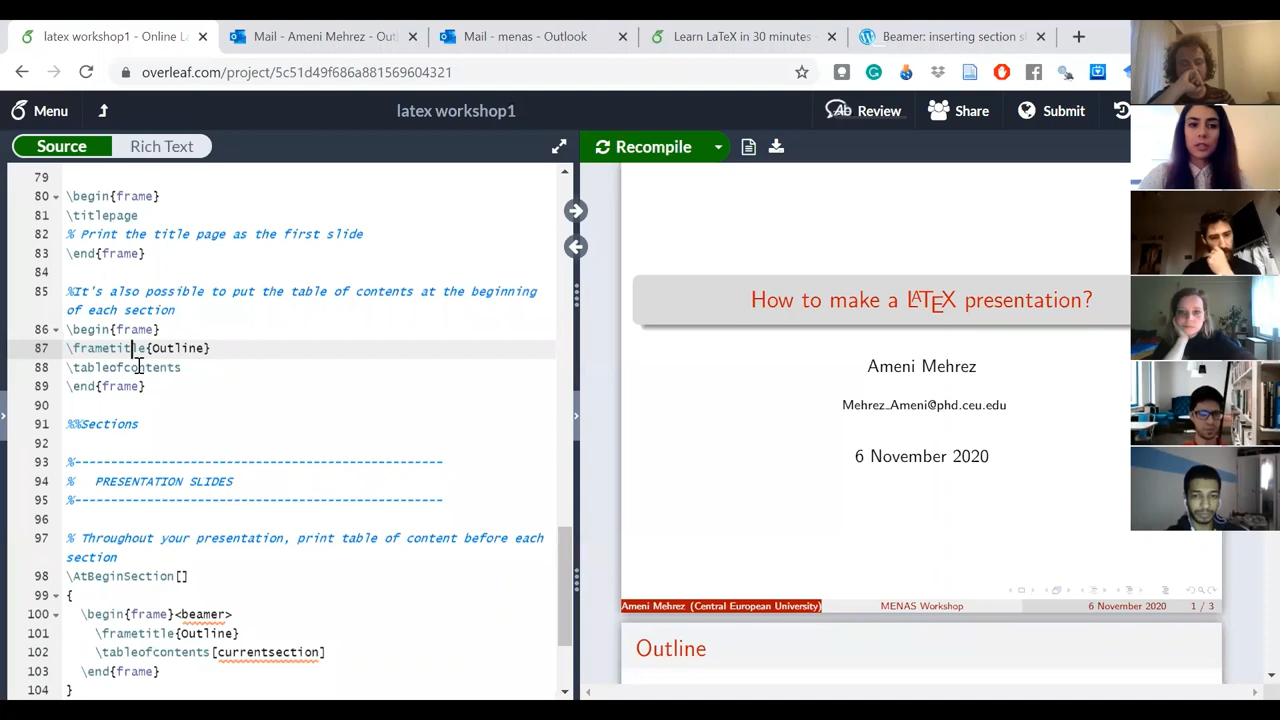 latex workshop1 - Online La
Mail - Ameni Mehrez - Out
Mail - menas - Outlook
Learn LaTeX in 30 minutes -
Beamer: inserting section sl
overleaf.com/project/5c51d49f686a881589604321
Menu
latex workshop1
Review
Share
Submit
Source
Rich Text
Recompile
79
80 \begin{frame}
81 \titlepage
82 % Print the title page as the first slide
83 \end{frame}
84
85 %It's also possible to put the table of contents at the beginning
of each section
86 \begin{frame}
87 \frametitle{Outline}
88 \tableofcontents
89 \end{frame}
90
91 %%Sections
92
93 %---------------------------------------------------
94 % PRESENTATION SLIDES
95 %---------------------------------------------------
96
97 % Throughout your presentation, print table of content before each
section
98 \AtBeginSection[]
99 {
100 \begin{frame}<beamer>
101 \frametitle{Outline}
102 \tableofcontents[currentsection]
103 \end{frame}
104 }
How to make a LATEX presentation?
Ameni Mehrez
Mehrez_Ameni@phd.ceu.edu
6 November 2020
Ameni Mehrez (Central European University)
MENAS Workshop
6 November 2020
1 / 3
Outline